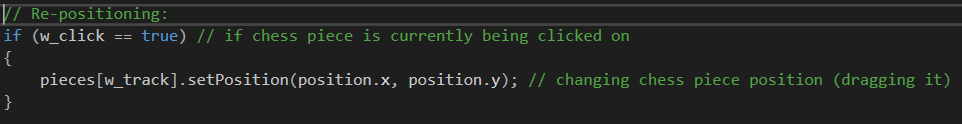 // Re-positioning:
if (w_click == true) // if chess piece is currently being clicked on
{
    pieces[w_track].setPosition(position.x, position.y); // changing chess piece position (dragging it)
}